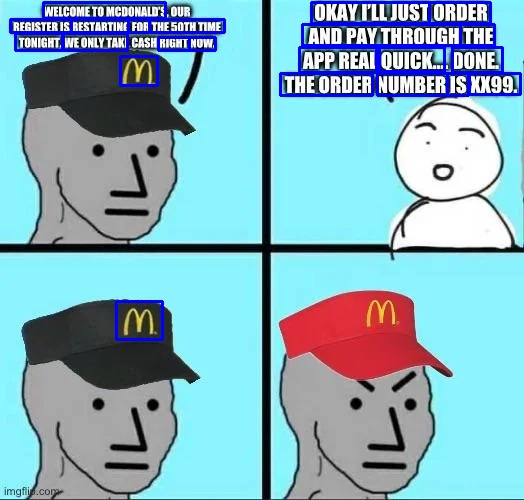 WELCOME TO MCDONALD'S, OUR
REGISTER IS RESTARTING FOR THE 50TH TIME
TONIGHT, WE ONLY TAKE CASH RIGHT NOW.
OKAY I'LL JUST ORDER
AND PAY THROUGH THE
APP REAL QUICK... DONE.
THE ORDER NUMBER IS XX99.
M
M
M
imgflip.com